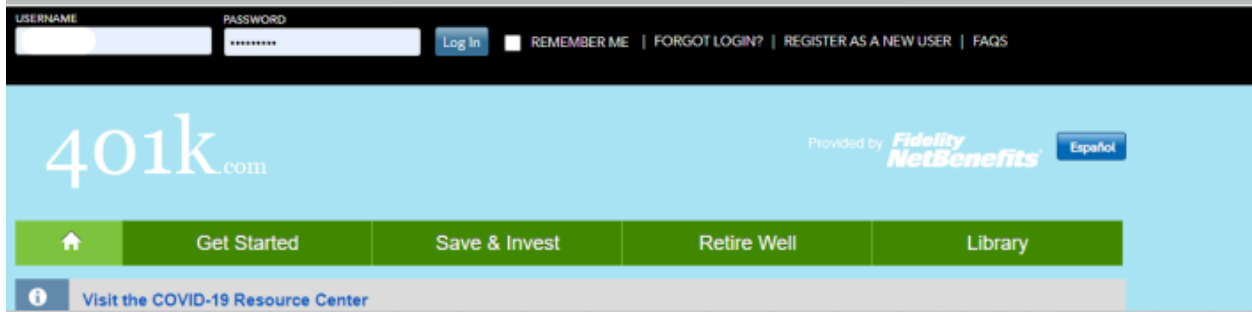 USERNAME PASSWORD
••••••••• Log In REMEMBER ME | FORGOT LOGIN? | REGISTER AS A NEW USER | FAQS
401k.com
Provided by Fidelity NetBenefits Español
Get Started Save & Invest Retire Well Library
Visit the COVID-19 Resource Center